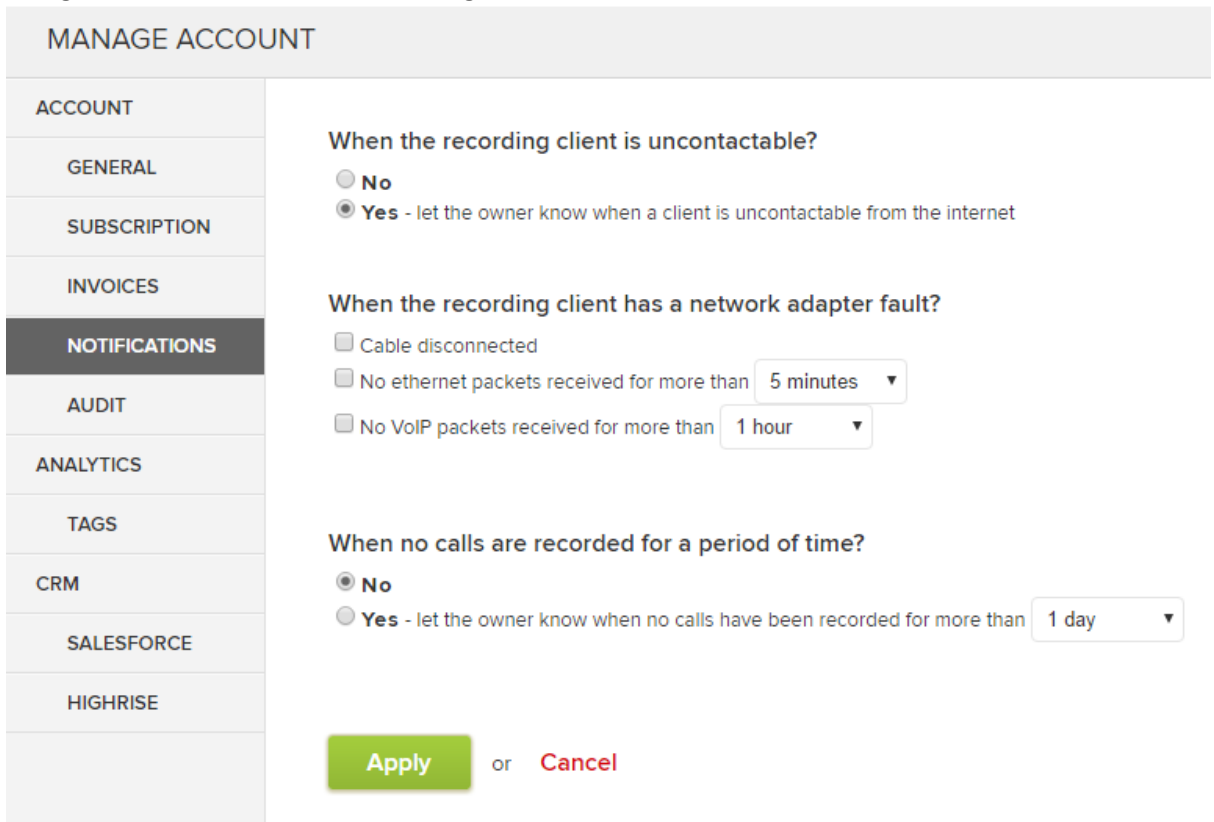 MANAGE ACCOUNT
ACCOUNT
GENERAL
SUBSCRIPTION
INVOICES
NOTIFICATIONS
AUDIT
ANALYTICS
TAGS
CRM
SALESFORCE
HIGHRISE
When the recording client is uncontactable?
No
Yes - let the owner know when a client is uncontactable from the internet
When the recording client has a network adapter fault?
Cable disconnected
No ethernet packets received for more than 5 minutes
No VoIP packets received for more than 1 hour
When no calls are recorded for a period of time?
No
Yes - let the owner know when no calls have been recorded for more than 1 day
Apply or Cancel